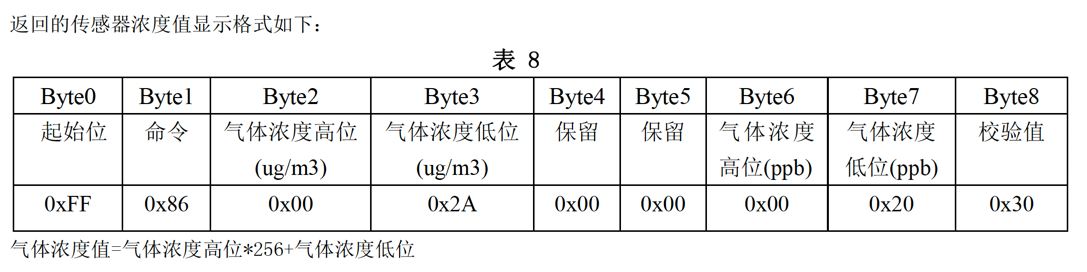 返回的传感器浓度值显示格式如下：
表 8
Byte0 Byte1 Byte2 Byte3 Byte4 Byte5 Byte6 Byte7 Byte8
起始位 命令 气体浓度高位 气体浓度低位 保留 保留 气体浓度 气体浓度 校验值
(ug/m3) (ug/m3) 高位(ppb) 低位(ppb)
0xFF 0x86 0x00 0x2A 0x00 0x00 0x00 0x20 0x30
气体浓度值=气体浓度高位*256+气体浓度低位